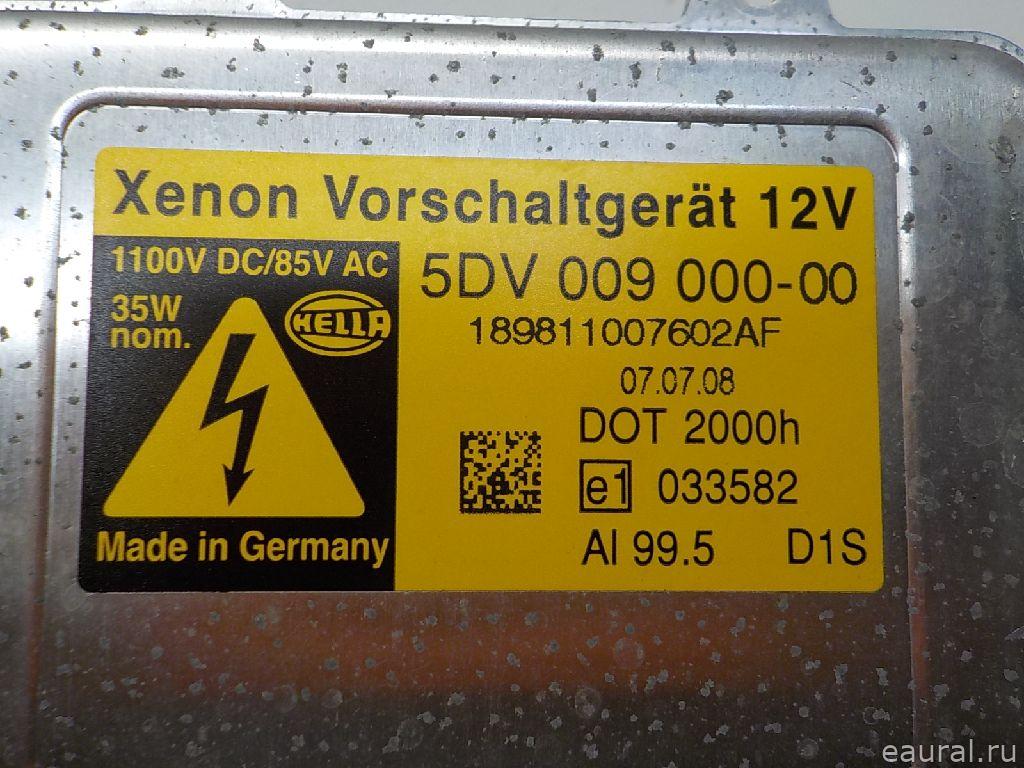 Xenon Vorschaltgerät 12V
1100V DC/85V AC
35W
nom.
HELLA
Made in Germany
5DV 009 000-00
189811007602AF
07.07.08
DOT 2000h
e1 033582
Al 99.5 D1S
eaural.ru